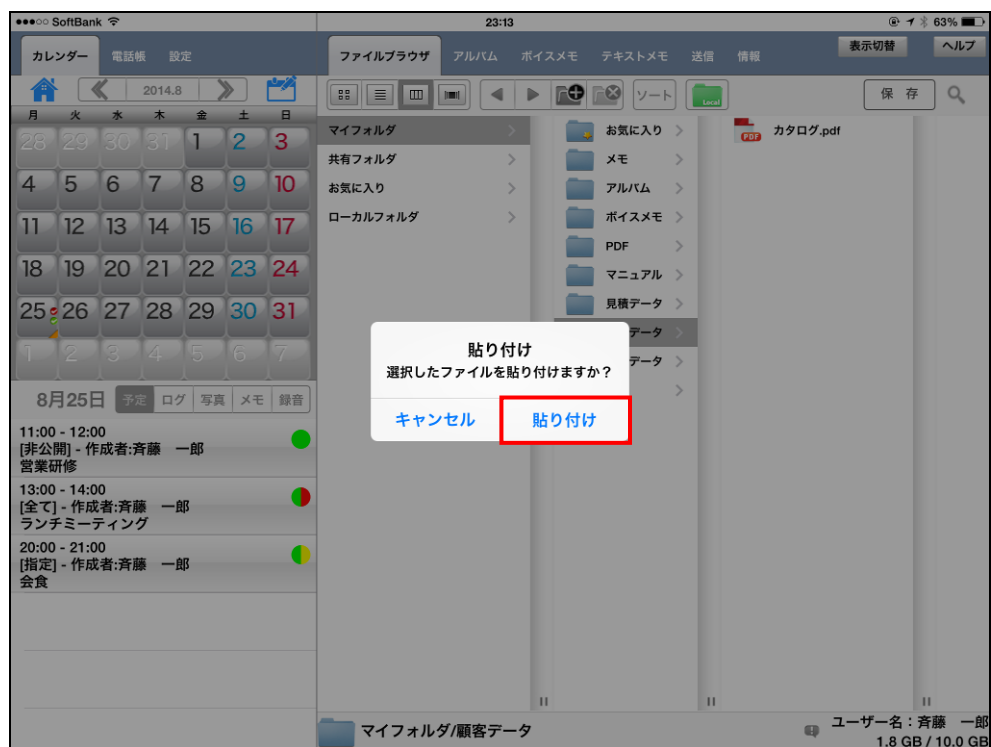 SoftBank
23:13
63%
カレンダー 電話帳 設定
2014.8
月 火 水 木 金 土 日
28 29 30 31 1 2 3
4 5 6 7 8 9 10
11 12 13 14 15 16 17
18 19 20 21 22 23 24
25 26 27 28 29 30 31
1 2 3 4 5 6 7
8月25日 予定 ログ 写真 メモ 録音
11:00 - 12:00
[非公開] - 作成者:斉藤　一郎
営業研修
13:00 - 14:00
[全て] - 作成者:斉藤　一郎
ランチミーティング
20:00 - 21:00
[指定] - 作成者:斉藤　一郎
会食
ファイルブラウザ アルバム ボイスメモ テキストメモ 送信 情報 表示切替 ヘルプ
ソート Local 保 存
マイフォルダ
共有フォルダ
お気に入り
ローカルフォルダ
お気に入り
メモ
アルバム
ボイスメモ
PDF
マニュアル
見積データ
データ
データ
PDF カタログ.pdf
貼り付け
選択したファイルを貼り付けますか？
キャンセル 貼り付け
マイフォルダ/顧客データ
ユーザー名：斉藤　一郎
1.8 GB / 10.0 GB